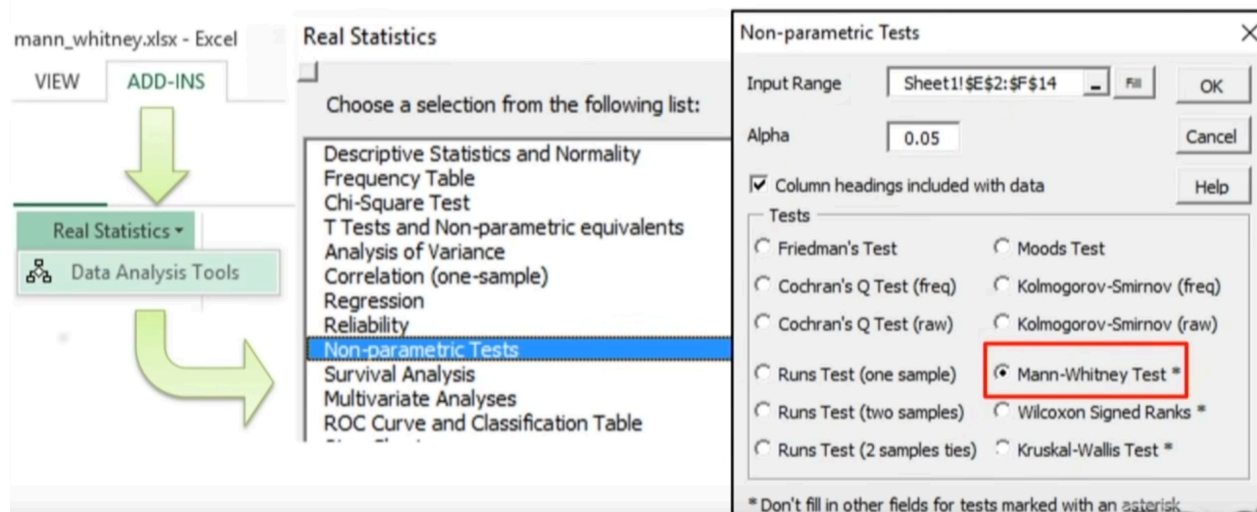 mann_whitney.xlsx - Excel
VIEW ADD-INS
Real Statistics
Data Analysis Tools
Real Statistics
Choose a selection from the following list:
Descriptive Statistics and Normality
Frequency Table
Chi-Square Test
T Tests and Non-parametric equivalents
Analysis of Variance
Correlation (one-sample)
Regression
Reliability
Non-parametric Tests
Survival Analysis
Multivariate Analyses
ROC Curve and Classification Table
Non-parametric Tests
Input Range Sheet1!$E$2:$F$14 Fill OK
Alpha 0.05 Cancel
Column headings included with data Help
Tests
Friedman's Test Moods Test
Cochran's Q Test (freq) Kolmogorov-Smirnov (freq)
Cochran's Q Test (raw) Kolmogorov-Smirnov (raw)
Runs Test (one sample) Mann-Whitney Test *
Runs Test (two samples) Wilcoxon Signed Ranks *
Runs Test (2 samples ties) Kruskal-Wallis Test *
* Don't fill in other fields for tests marked with an asterisk